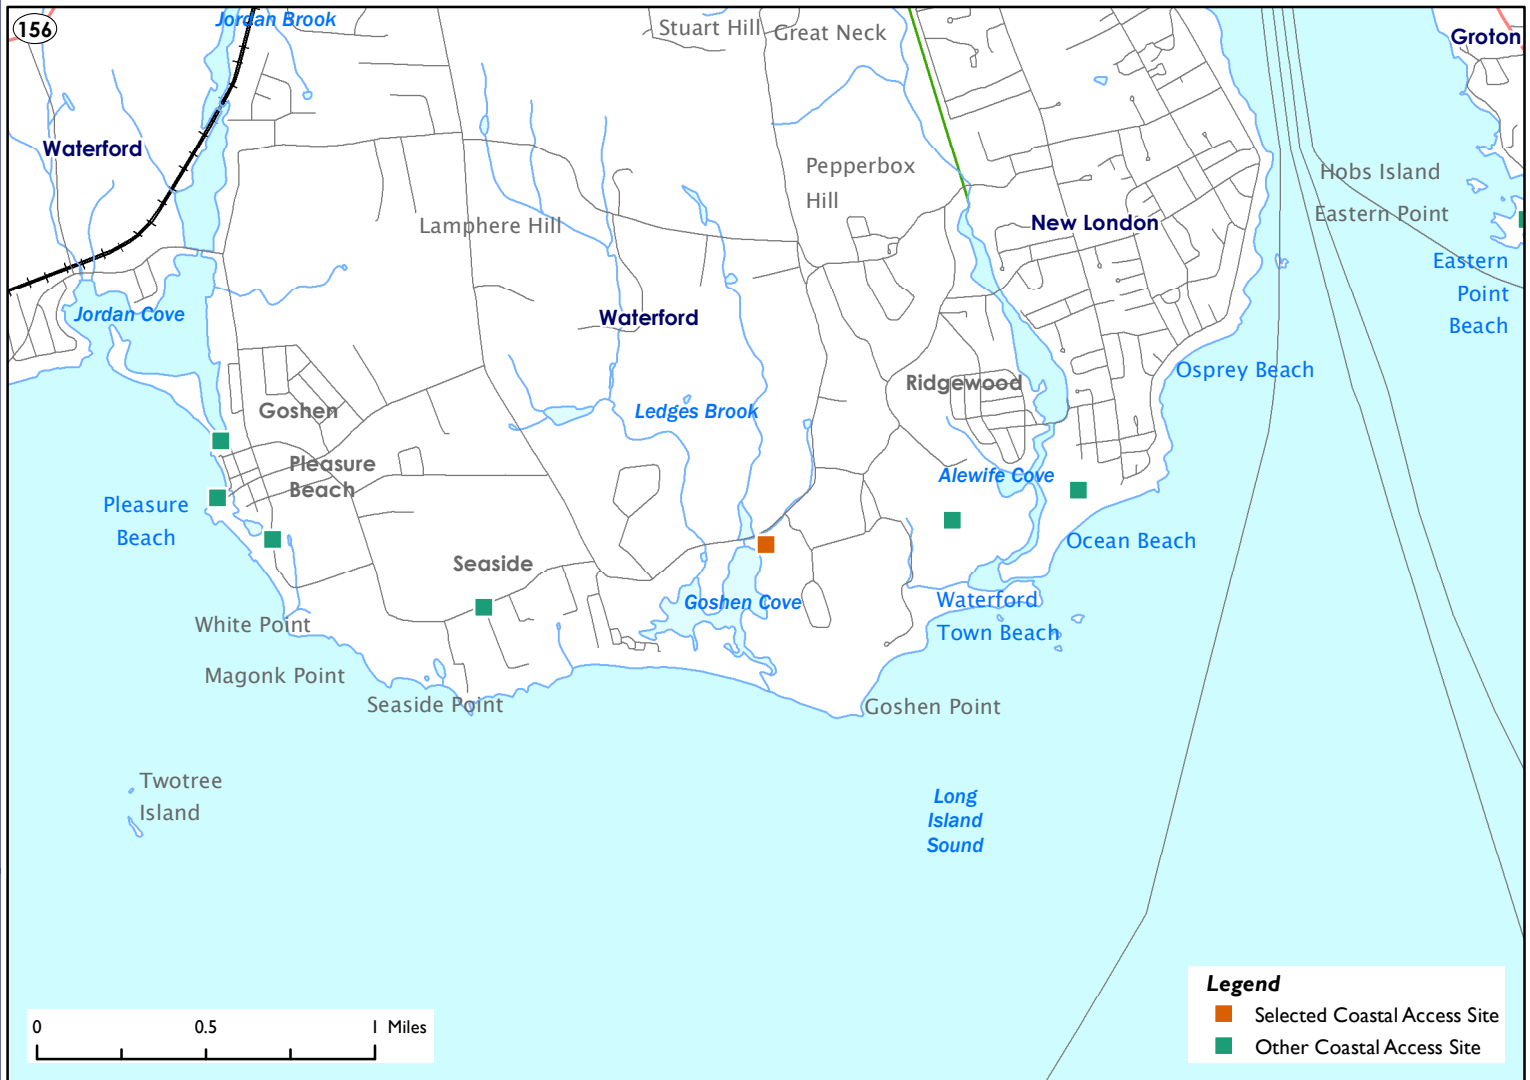 Jordan Brook
156
Stuart Hill
Great Neck
Groton
Waterford
Pepperbox
Hill
Hobs Island
Eastern Point
Lamphere Hill
New London
Eastern
Point
Beach
Jordan Cove
Waterford
Osprey Beach
Ridgewood
Goshen
Ledges Brook
Pleasure
Beach
Alewife Cove
Pleasure
Beach
Ocean Beach
Seaside
Goshen Cove
Waterford
Town Beach
White Point
Magonk Point
Seaside Point
Goshen Point
Twotree
Island
Long
Island
Sound
Legend
Selected Coastal Access Site
Other Coastal Access Site
0 0.5 1 Miles